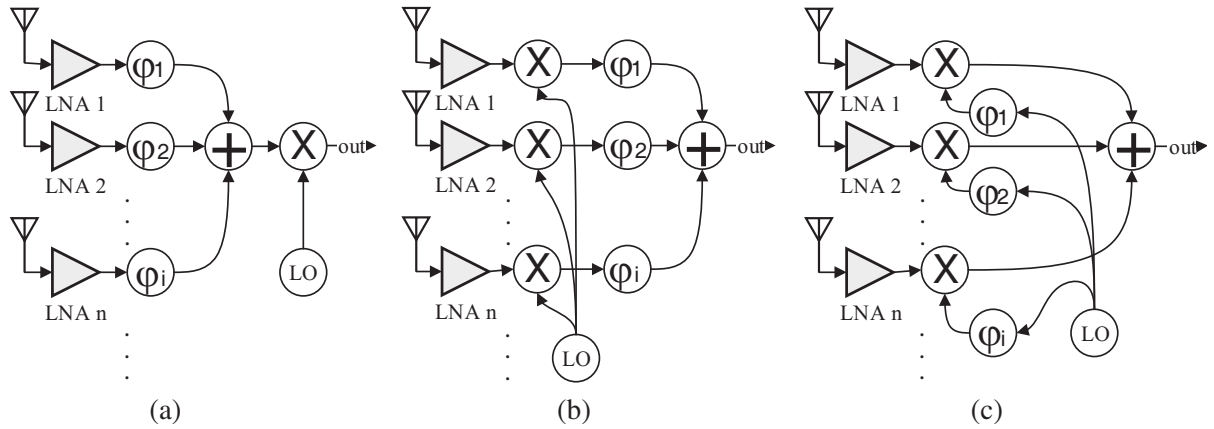 LNA 1
φ1
LNA 2
φ2
+
X
out
LNA n
φi
LO
(a)
LNA 1
X
φ1
LNA 2
X
φ2
+
out
LNA n
X
φi
LO
(b)
LNA 1
X
φ1
LNA 2
X
φ2
+
out
LNA n
X
φi
LO
(c)